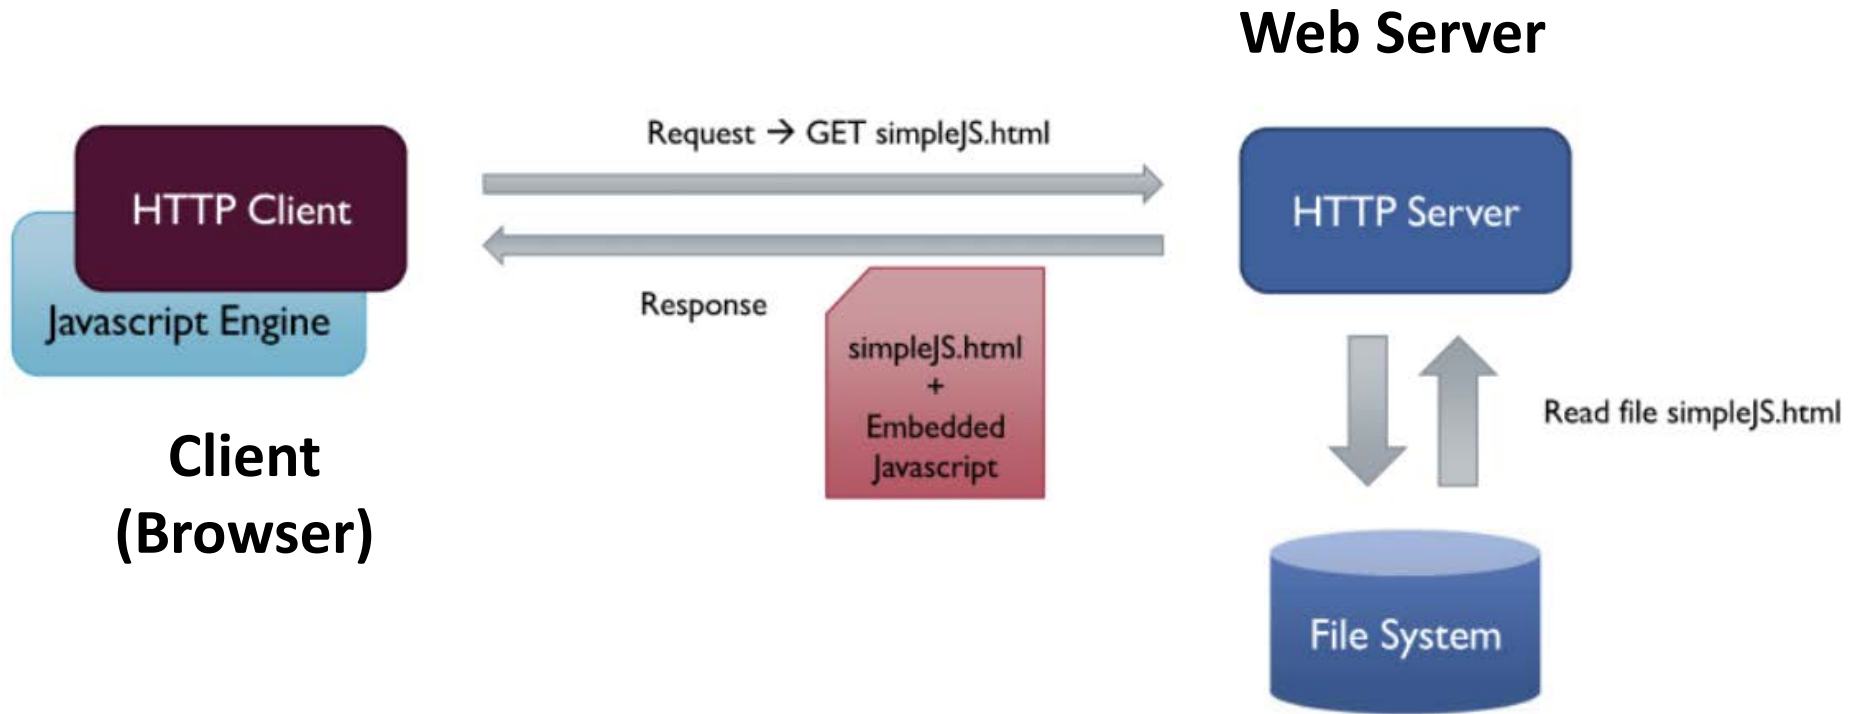 Web Server
Request → GET simpleJS.html
HTTP Client
HTTP Server
Javascript Engine
Response
simpleJS.html
+
Embedded
Javascript
Read file simpleJS.html
Client
(Browser)
File System